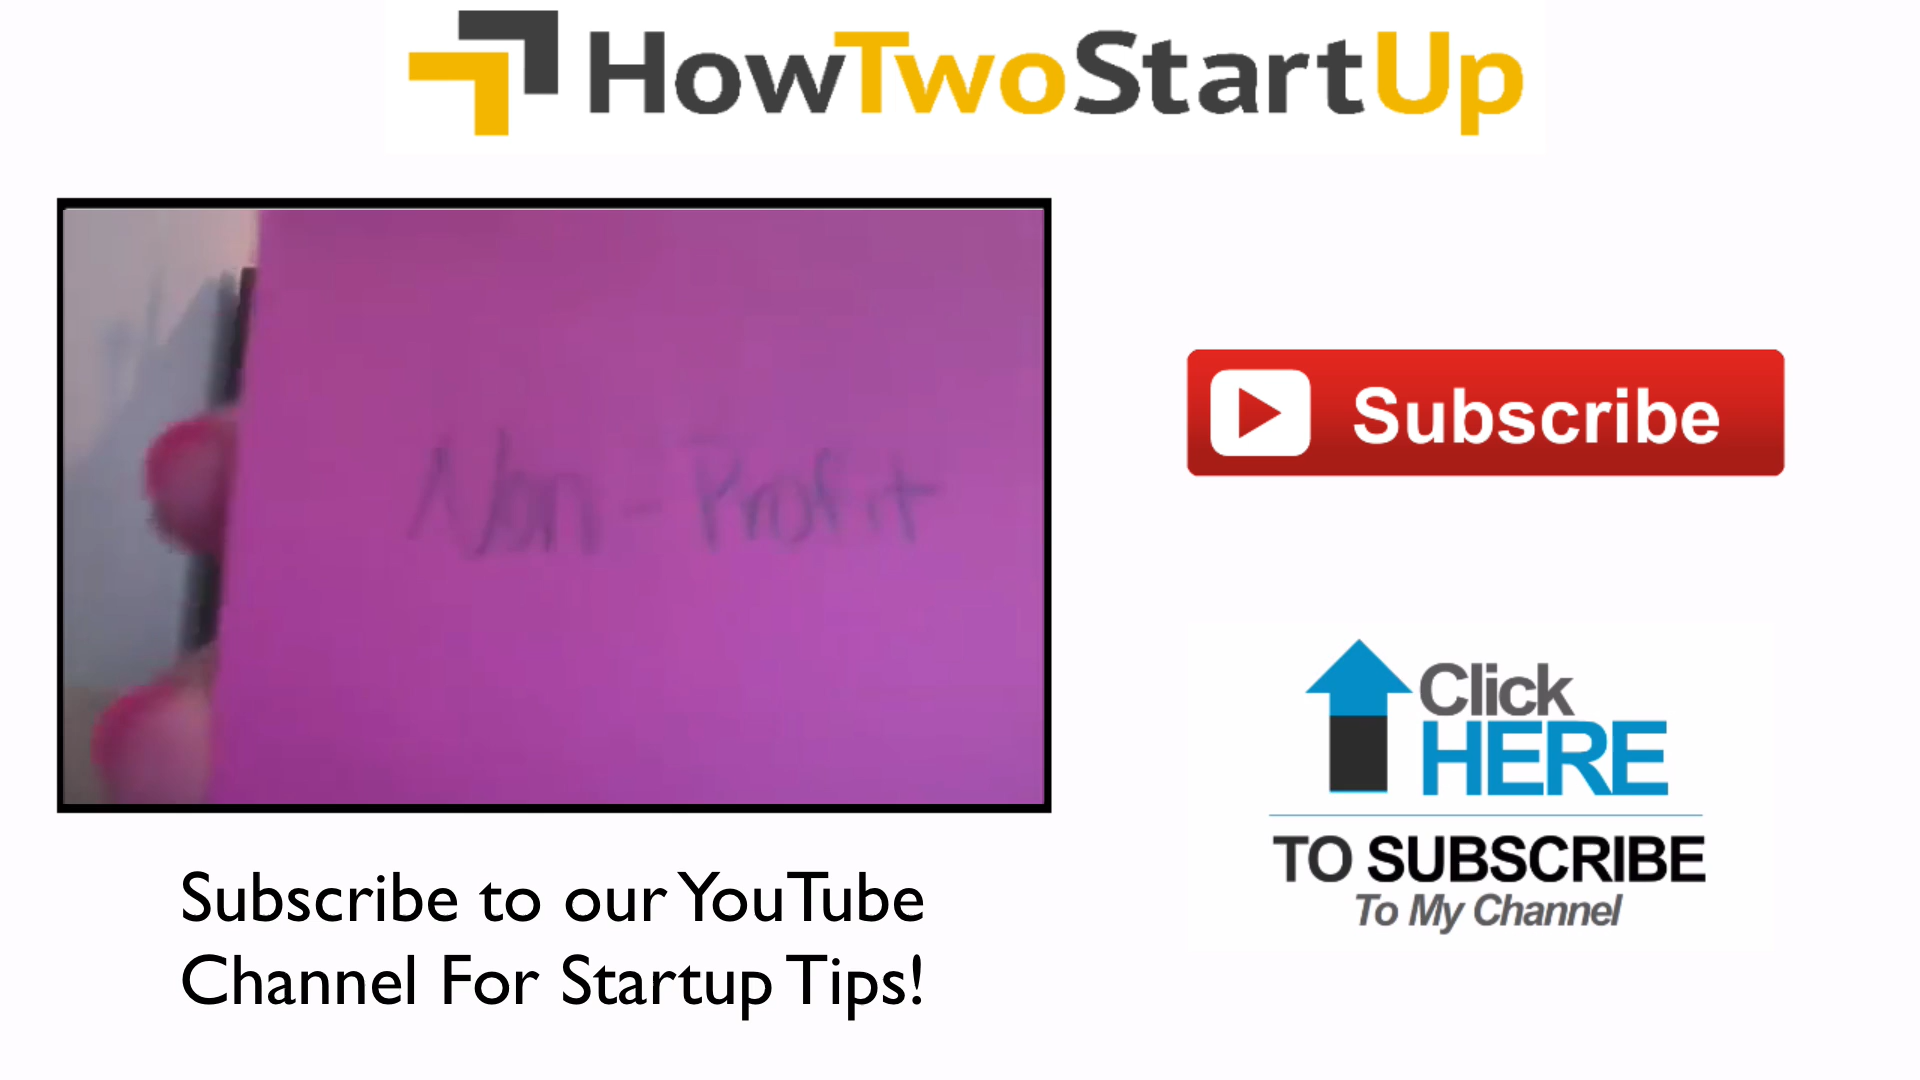 HowTwoStartUp
Non-Profit
Subscribe
Click
HERE
TO SUBSCRIBE
To My Channel
Subscribe to our YouTube
Channel For Startup Tips!